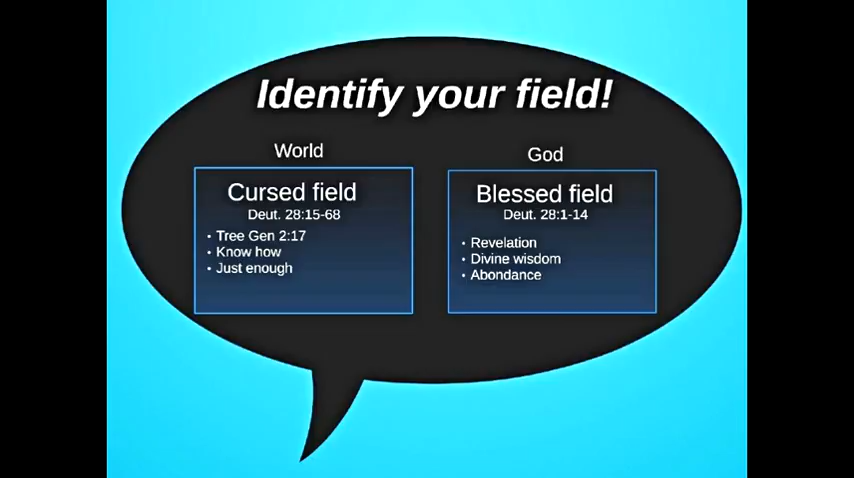 Identify your field!
World
Cursed field
Deut. 28:15-68
• Tree Gen 2:17
• Know how
• Just enough
God
Blessed field
Deut. 28:1-14
• Revelation
• Divine wisdom
• Abondance